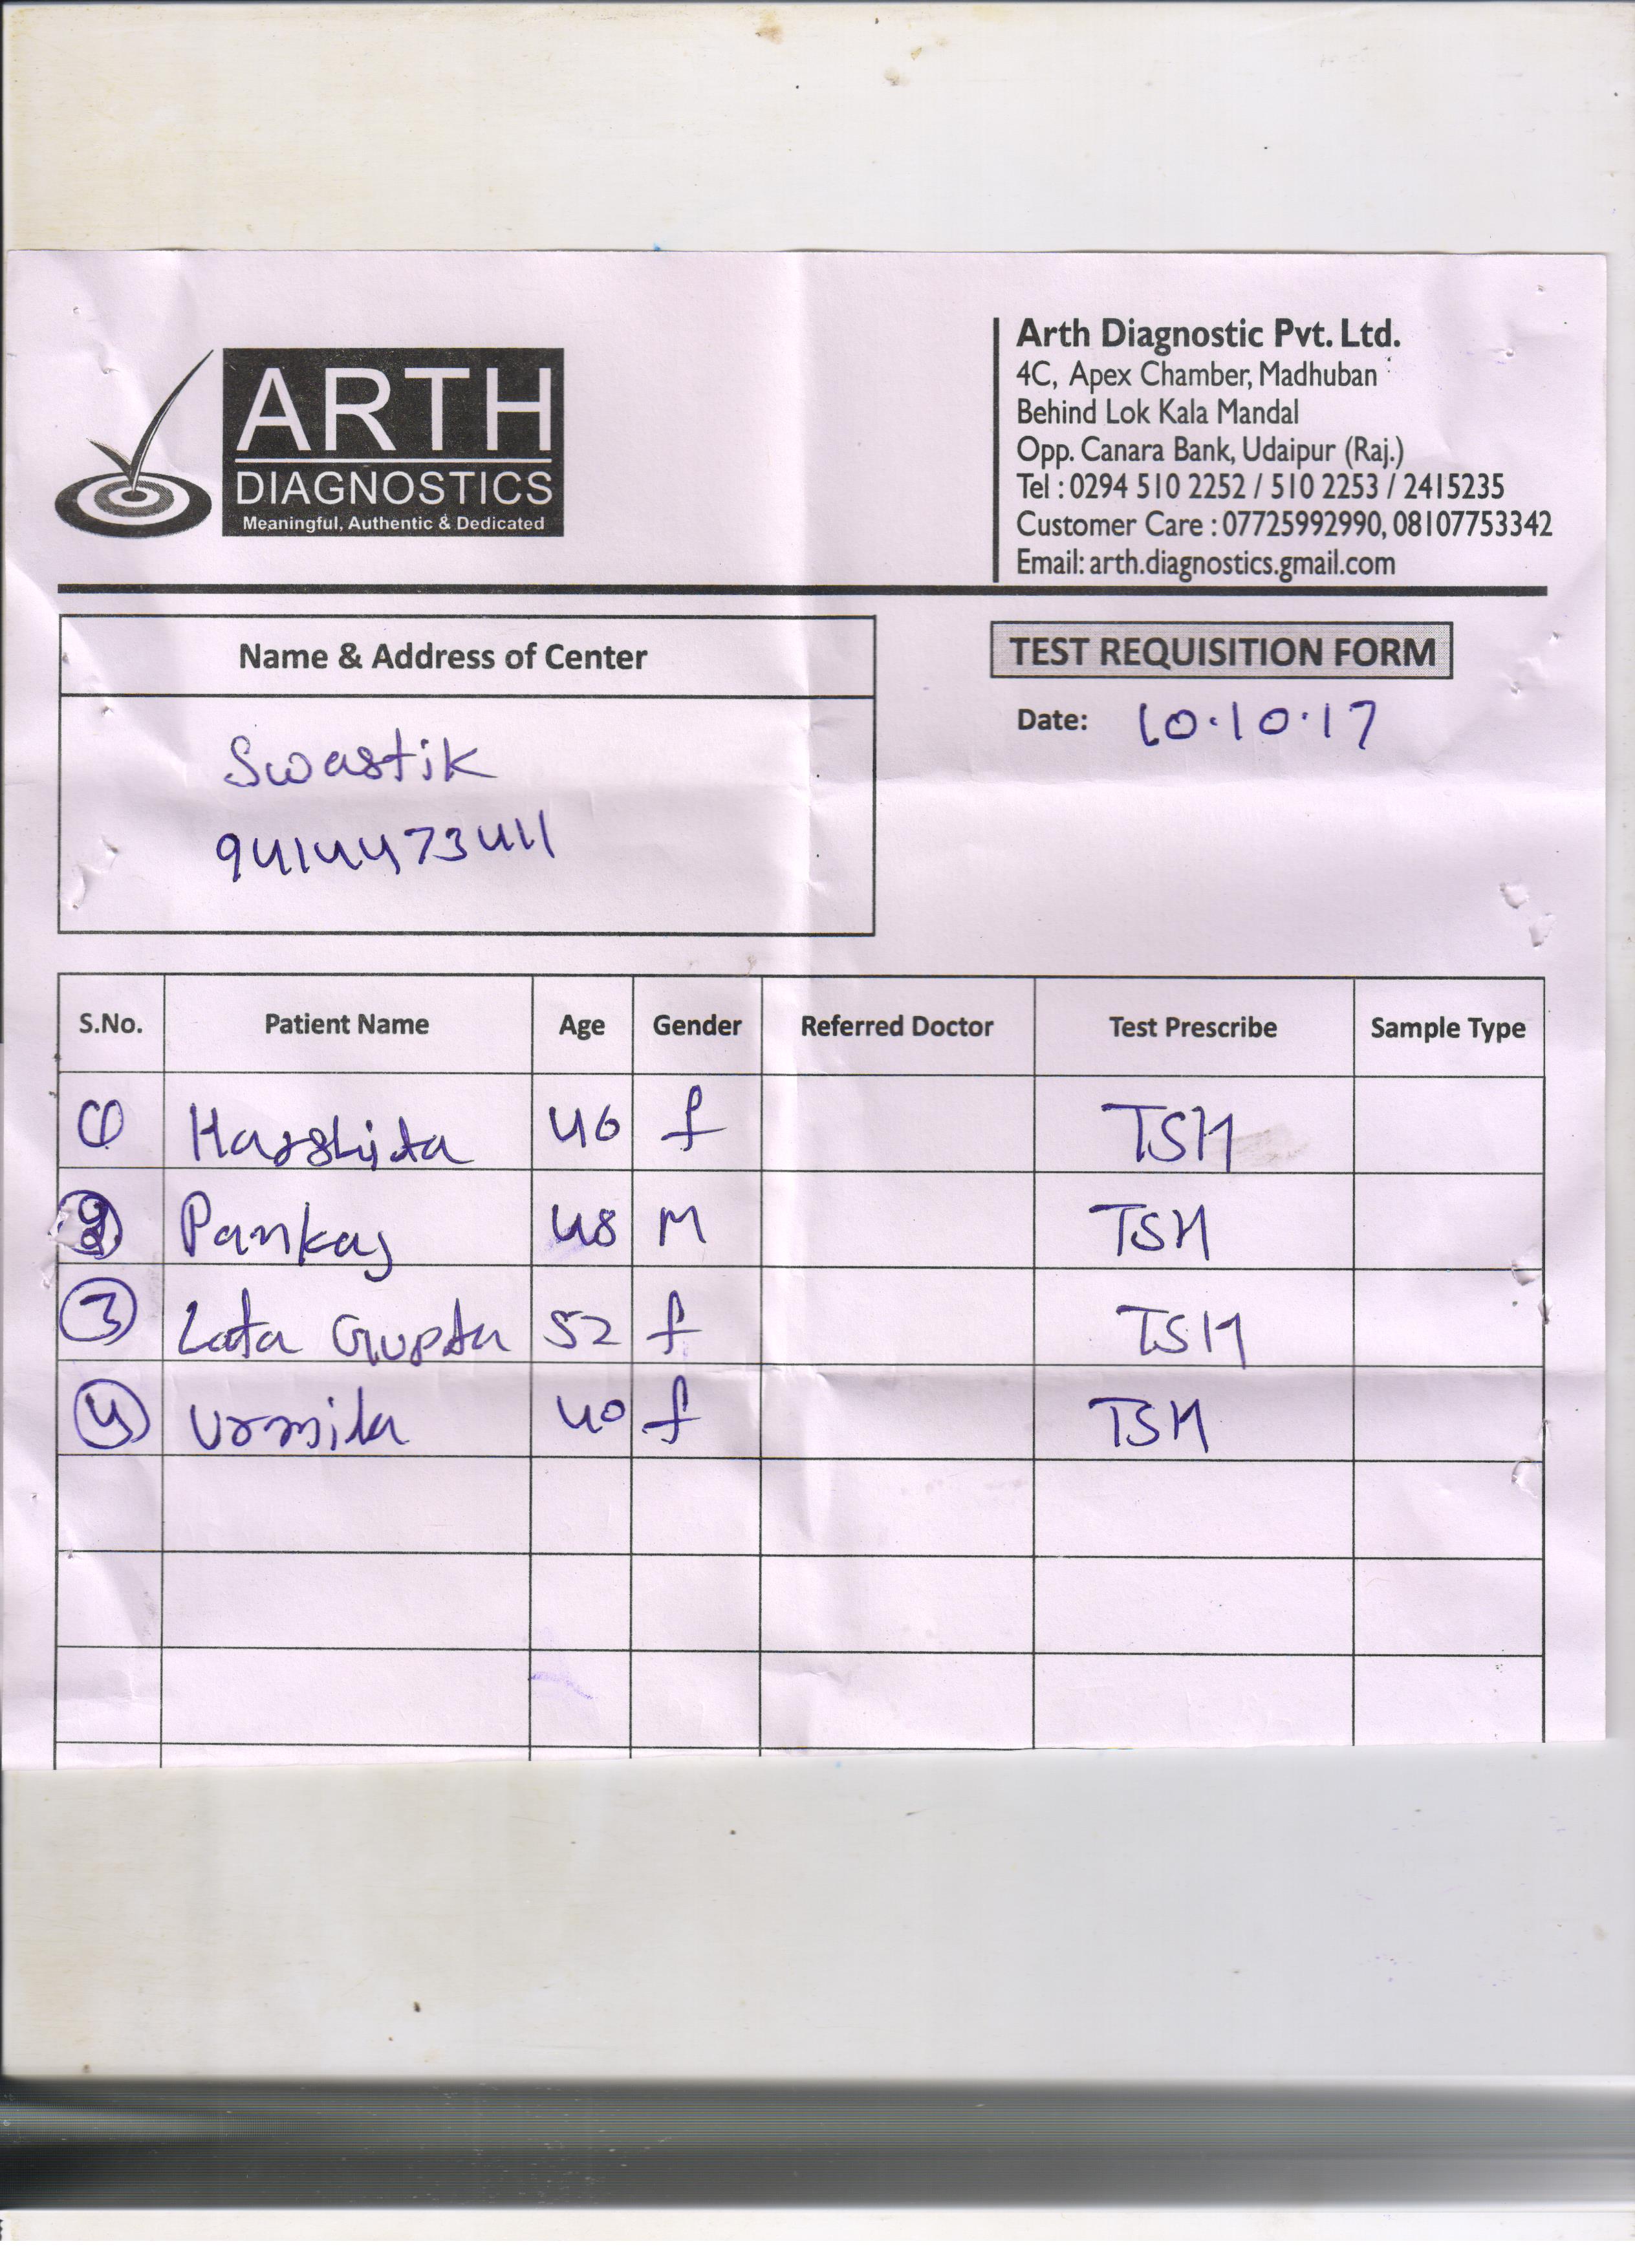 ARTH
DIAGNOSTICS
Meaningful, Authentic & Dedicated
Arth Diagnostic Pvt. Ltd.
4C, Apex Chamber, Madhuban
Behind Lok Kala Mandal
Opp. Canara Bank, Udaipur (Raj.)
Tel : 0294 510 2252 / 510 2253 / 2415235
Customer Care : 07725992990, 08107753342
Email: arth.diagnostics.gmail.com
Name & Address of Center
TEST REQUISITION FORM
Date: 10.10.17
Swastik
9414473411
S.No. Patient Name Age Gender Referred Doctor Test Prescribe Sample Type
1 Harshita 46 f TSH
2 Pankaj 48 M TSH
3 Lata Gupta 52 f TSH
4 Urmila 40 f TSH